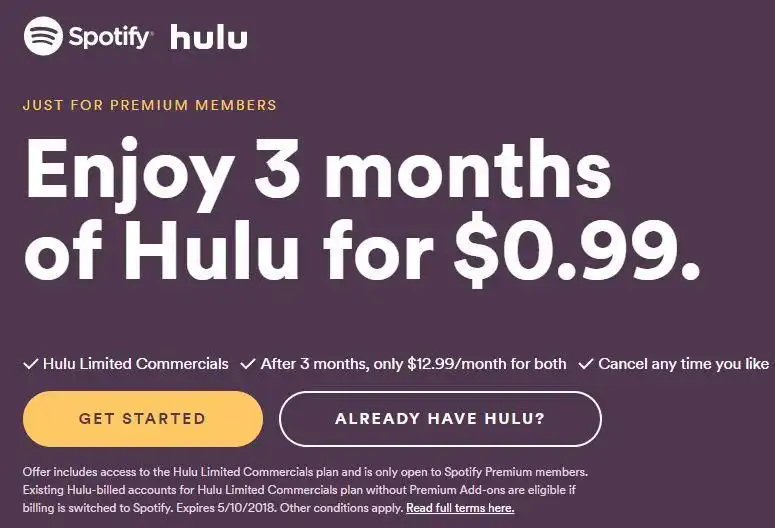 Spotify® hulu
JUST FOR PREMIUM MEMBERS
Enjoy 3 months
of Hulu for $0.99.
✓ Hulu Limited Commercials ✓ After 3 months, only $12.99/month for both ✓ Cancel any time you like
GET STARTED ALREADY HAVE HULU?
Offer includes access to the Hulu Limited Commercials plan and is only open to Spotify Premium members.
Existing Hulu-billed accounts for Hulu Limited Commercials plan without Premium Add-ons are eligible if
billing is switched to Spotify. Expires 5/10/2018. Other conditions apply. Read full terms here.